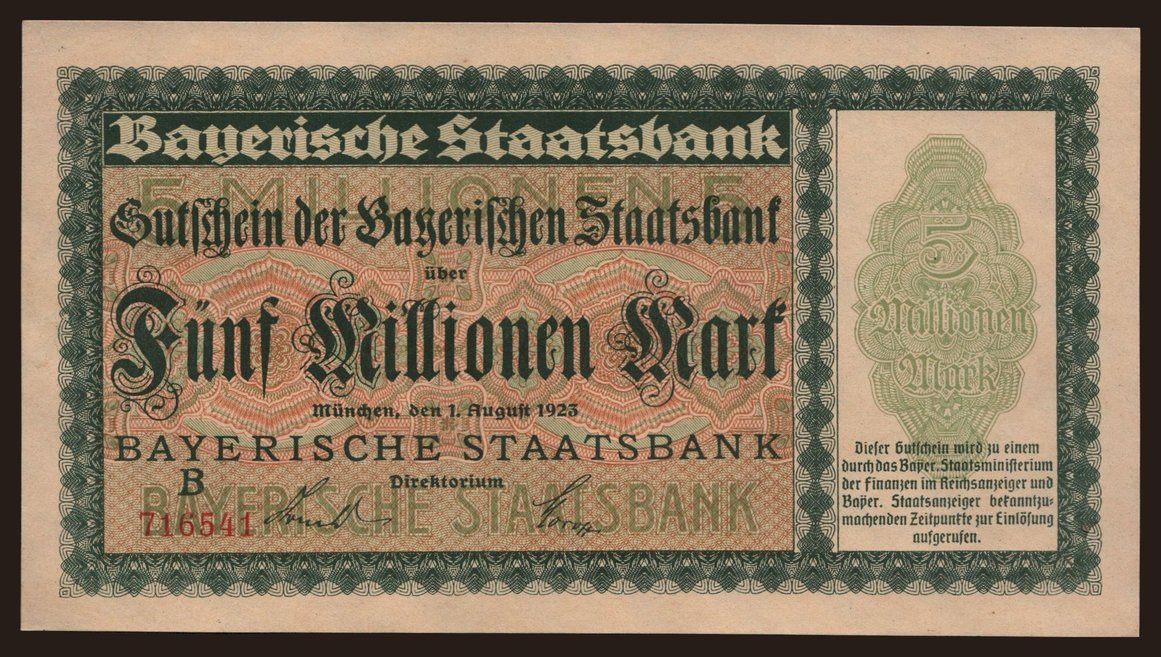 Bayerische Staatsbank
5 MILLIONEN 5
Gutschein der Bayerischen Staatsbank
über
Fünf Millionen Mark
München, den 1. August 1923
BAYERISCHE STAATSBANK
B
Direktorium
BAYERISCHE STAATSBANK
716541
5
Millionen
Mark
Dieser Gutschein wird zu einem
durch das Bayer. Staatsministerium
der Finanzen im Reichsanzeiger und
Bayer. Staatsanzeiger bekanntzu-
machenden Zeitpunkte zur Einlösung
aufgerufen.